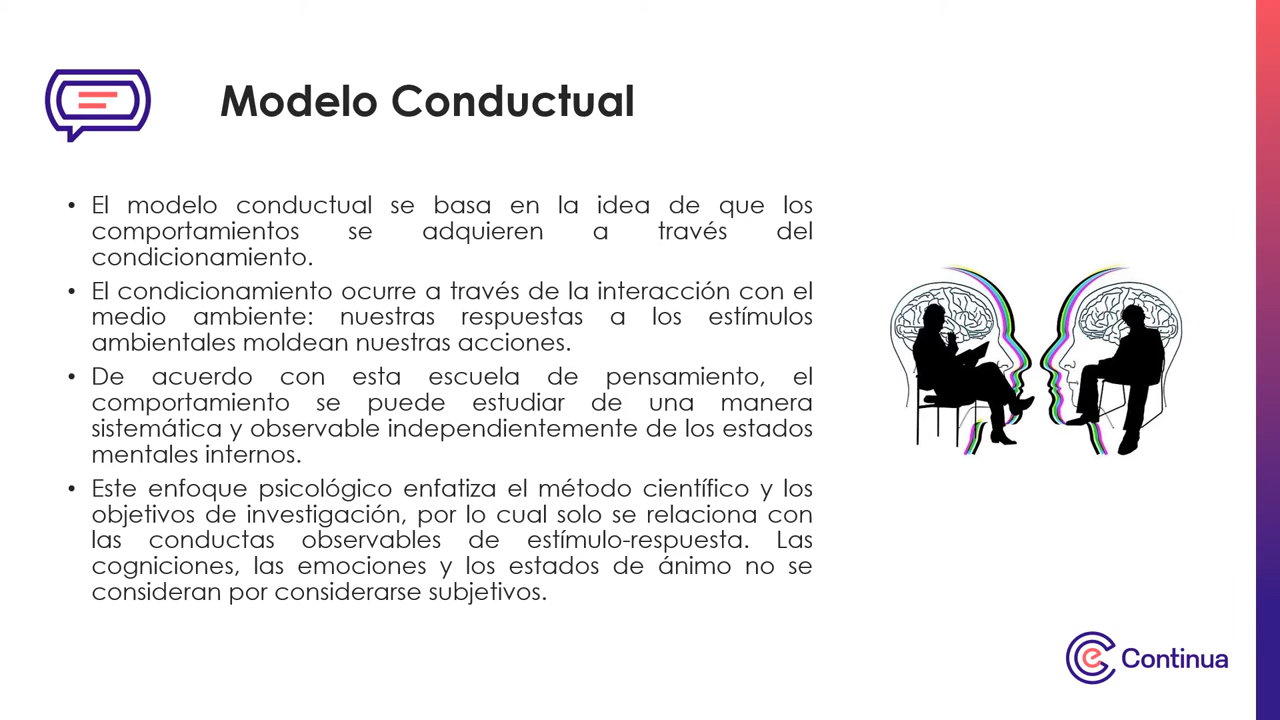 Modelo Conductual
• El modelo conductual se basa en la idea de que los
comportamientos se adquieren a través del
condicionamiento.
• El condicionamiento ocurre a través de la interacción con el
medio ambiente: nuestras respuestas a los estímulos
ambientales moldean nuestras acciones.
• De acuerdo con esta escuela de pensamiento, el
comportamiento se puede estudiar de una manera
sistemática y observable independientemente de los estados
mentales internos.
• Este enfoque psicológico enfatiza el método científico y los
objetivos de investigación, por lo cual solo se relaciona con
las conductas observables de estímulo-respuesta. Las
cogniciones, las emociones y los estados de ánimo no se
consideran por considerarse subjetivos.
Continua